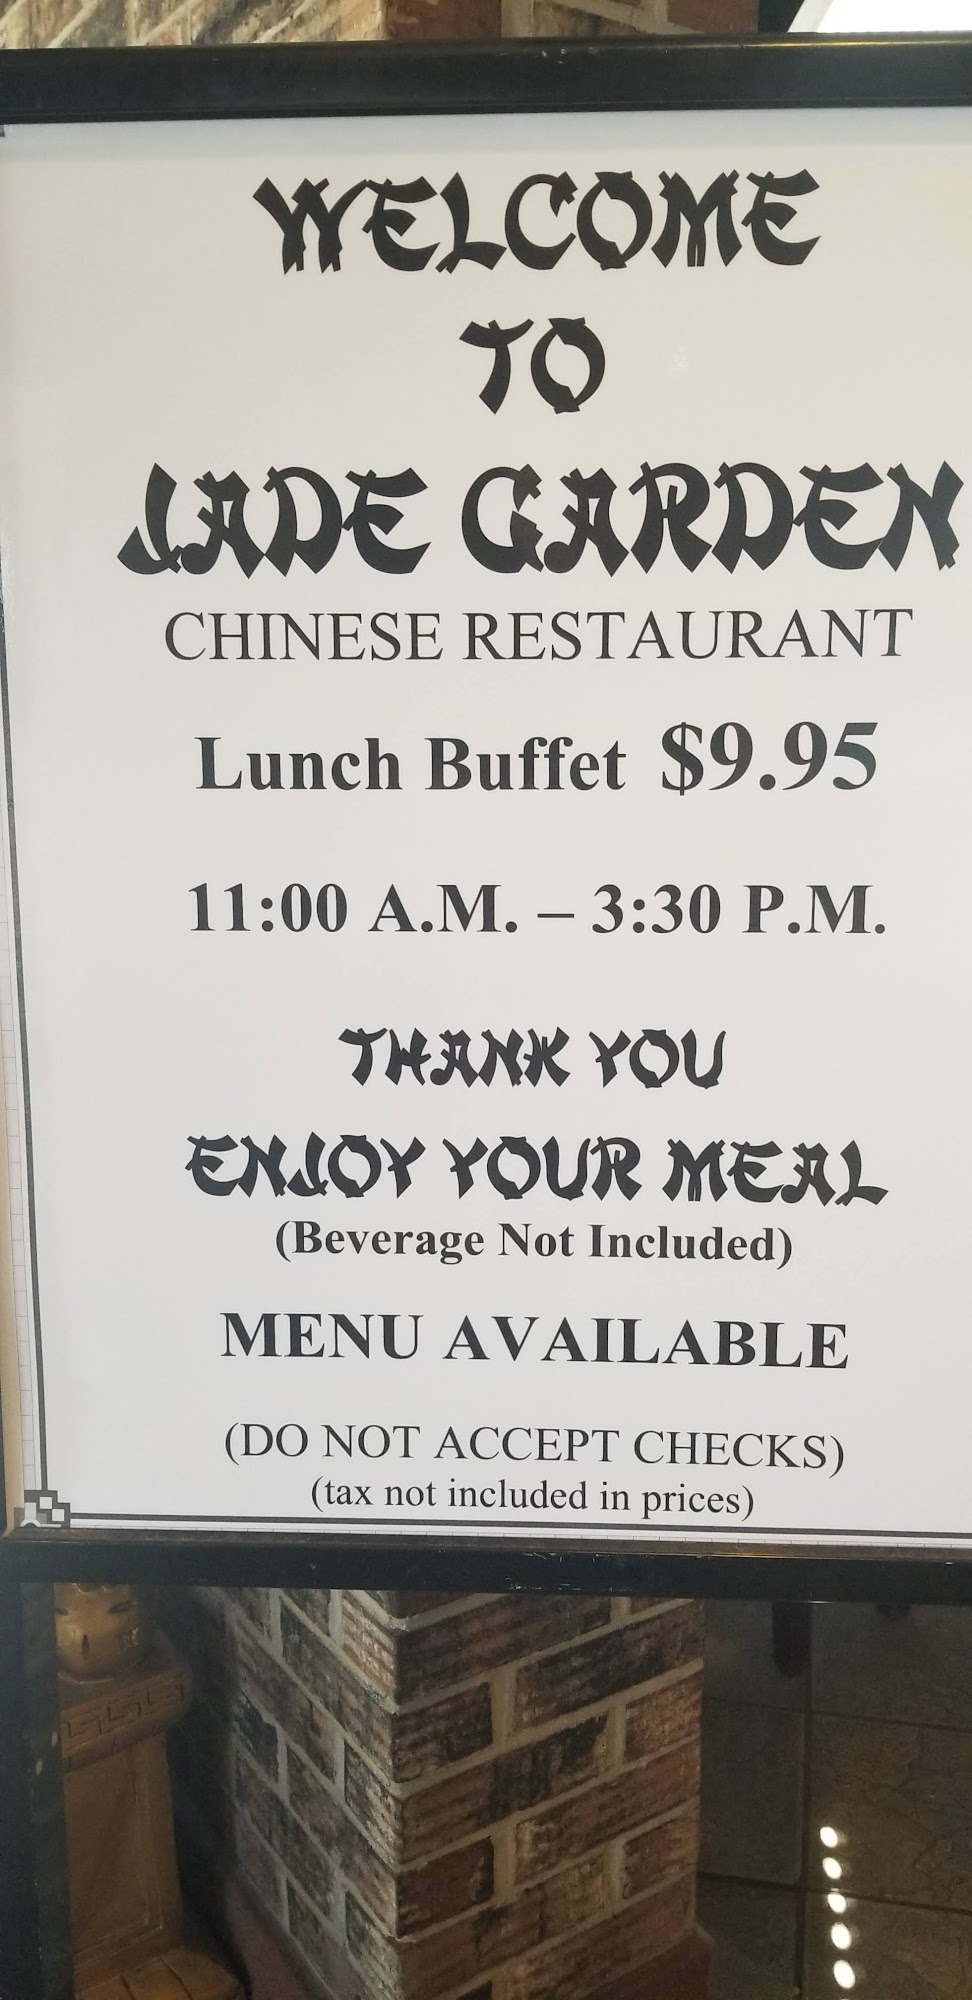 WELCOME
TO
JADE GARDEN
CHINESE RESTAURANT
Lunch Buffet $9.95
11:00 A.M. – 3:30 P.M.
THANK YOU
ENJOY YOUR MEAL
(Beverage Not Included)
MENU AVAILABLE
(DO NOT ACCEPT CHECKS)
(tax not included in prices)